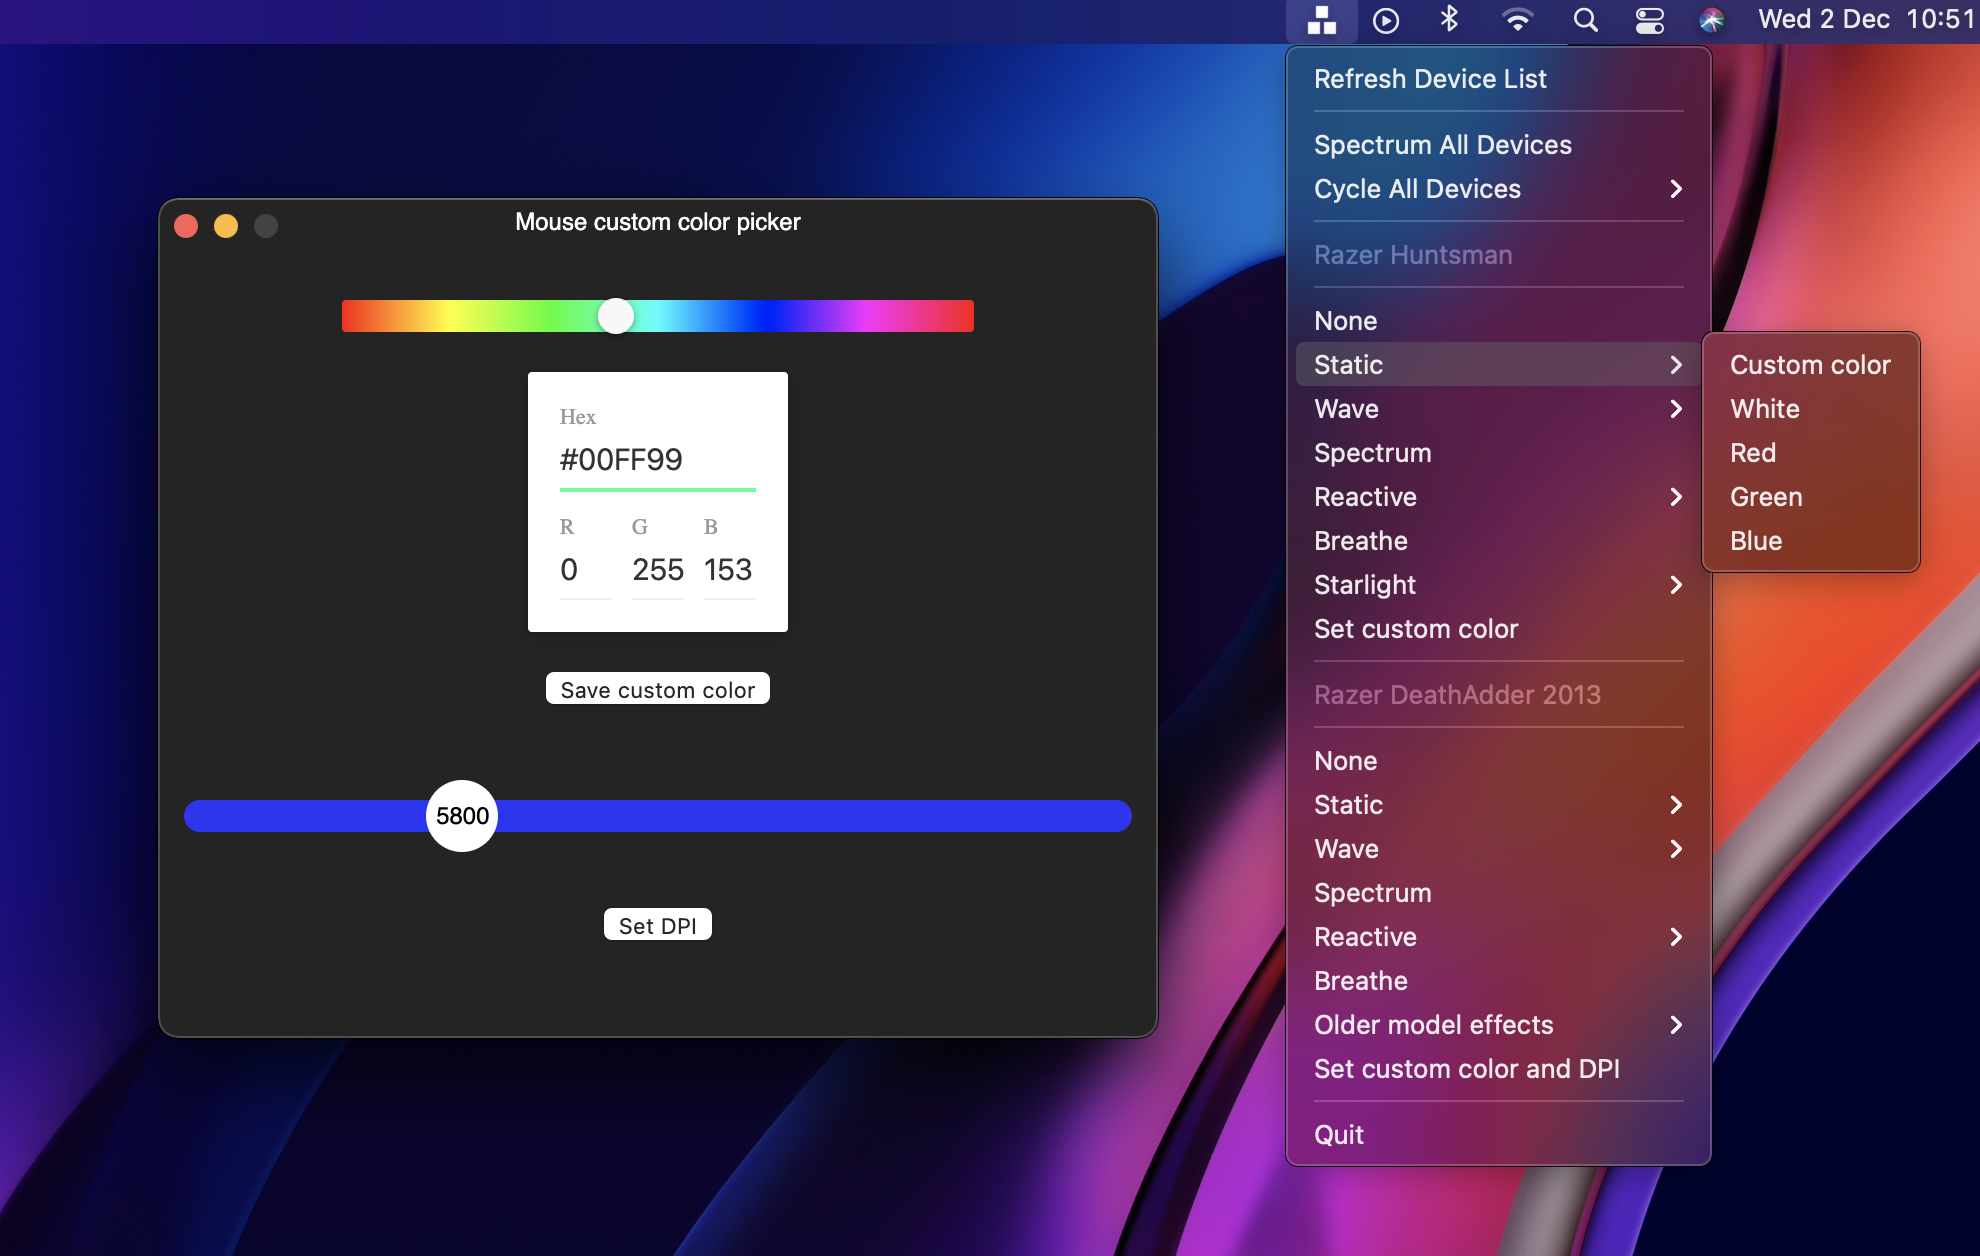 Wed 2 Dec 10:51
Mouse custom color picker
Hex
#00FF99
R G B
0 255 153
Save custom color
5800
Set DPI
Refresh Device List
Spectrum All Devices
Cycle All Devices
Razer Huntsman
None
Static
Wave
Spectrum
Reactive
Breathe
Starlight
Set custom color
Razer DeathAdder 2013
None
Static
Wave
Spectrum
Reactive
Breathe
Older model effects
Set custom color and DPI
Quit
Custom color
White
Red
Green
Blue